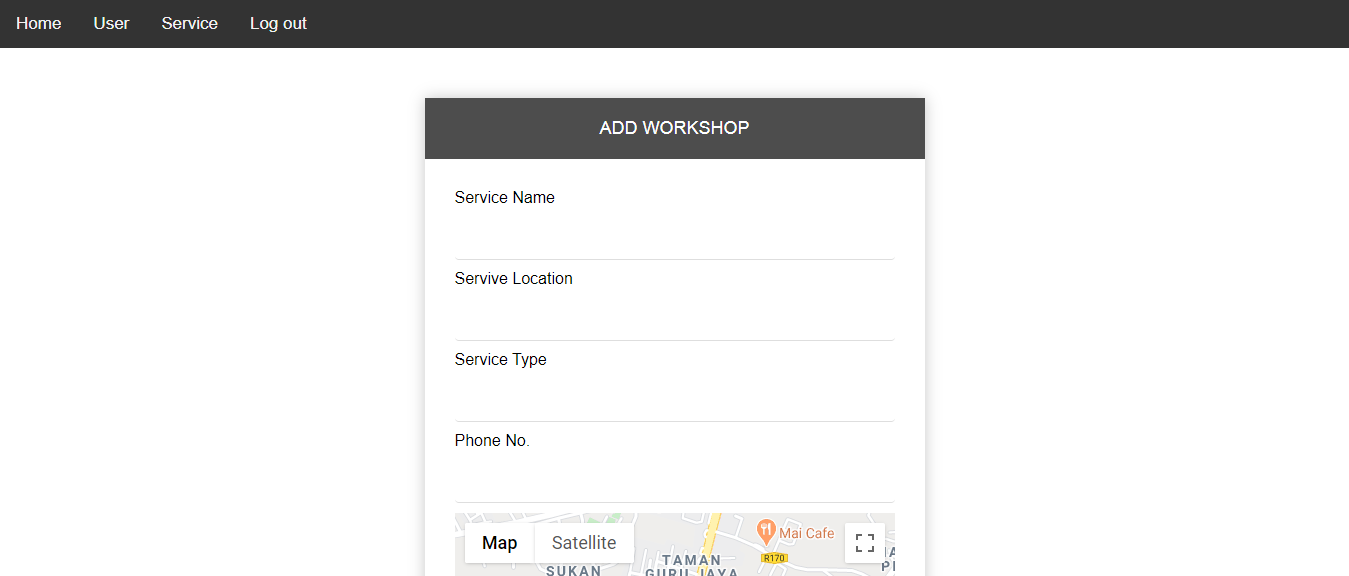 Home User Service Log out
ADD WORKSHOP
Service Name
Servive Location
Service Type
Phone No.
Mai Cafe
Map Satellite
R170
TAMAN
SUKAN
GURU JAYA